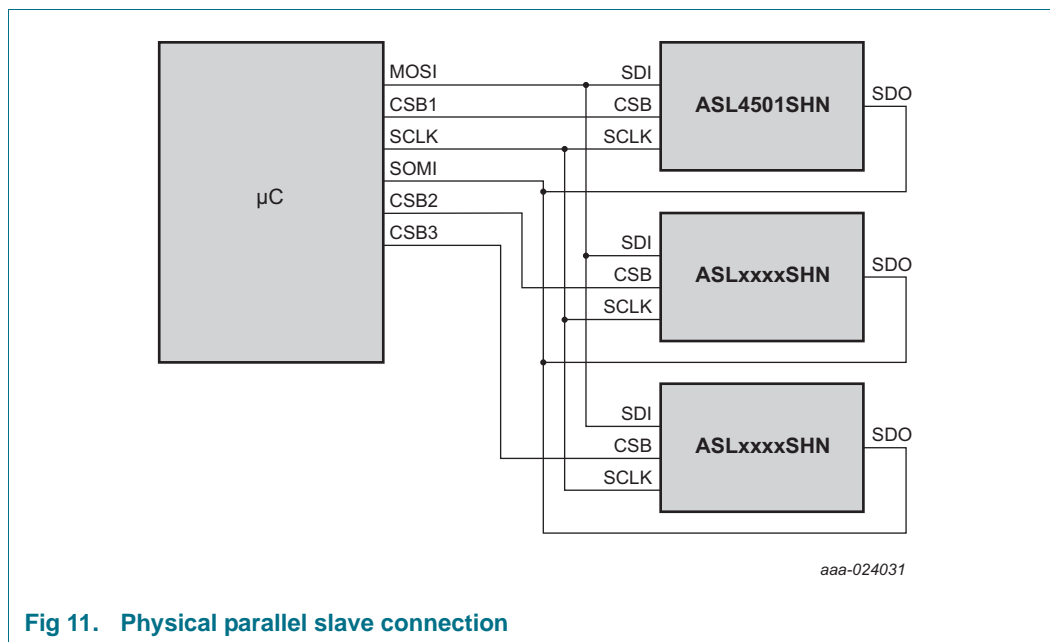 µC
MOSI
CSB1
SCLK
SOMI
CSB2
CSB3
SDI
CSB
SCLK
ASL4501SHN
SDO
SDI
CSB
SCLK
ASLxxxxSHN
SDO
SDI
CSB
SCLK
ASLxxxxSHN
SDO
aaa-024031
Fig 11. Physical parallel slave connection